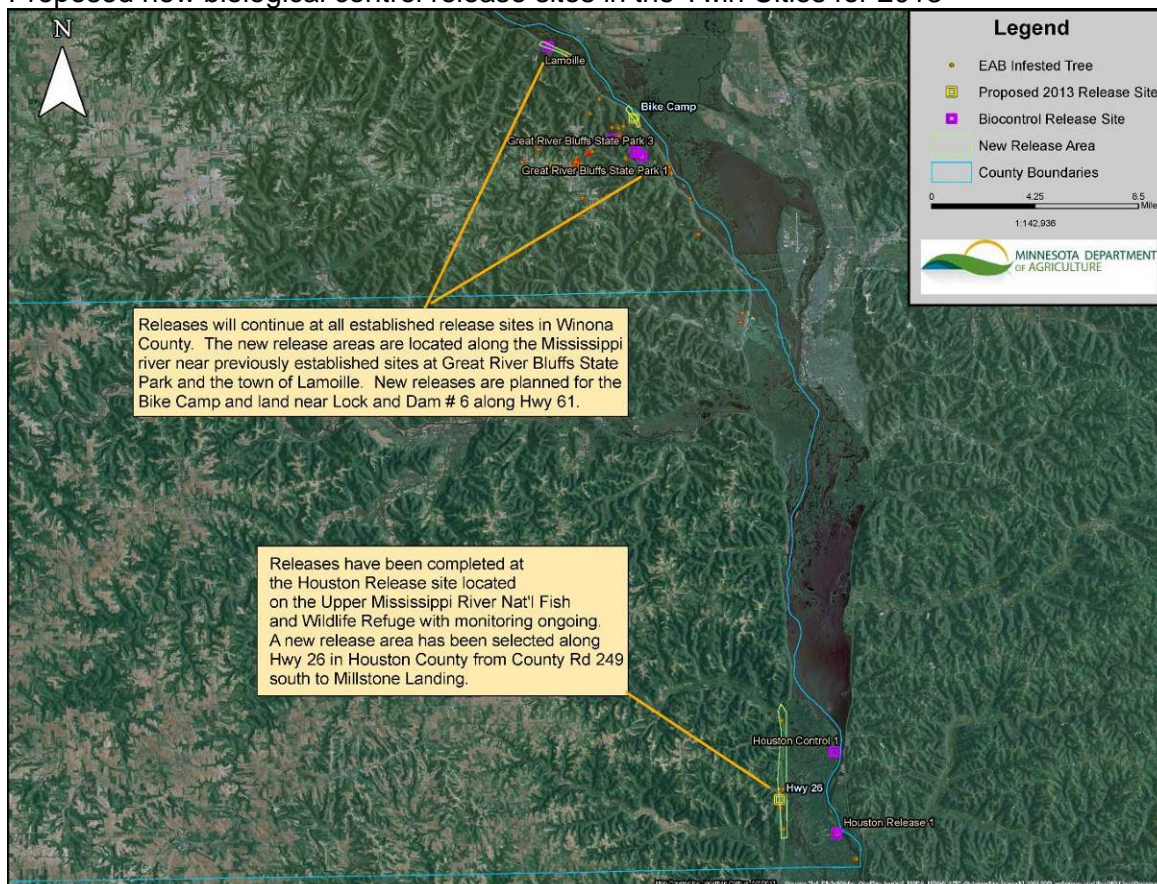 Proposed new biological control release sites in the Twin Cities for 2013
N
Legend
EAB Infested Tree
Proposed 2013 Release Site
Biocontrol Release Site
New Release Area
County Boundaries
0 4.25 8.5
Miles
1:142,936
MINNESOTA DEPARTMENT
OF AGRICULTURE
Lamoille
Bike Camp
Great River Bluffs State Park 3
Great River Bluffs State Park 1
Releases will continue at all established release sites in Winona
County. The new release areas are located along the Mississippi
river near previously established sites at Great River Bluffs State
Park and the town of Lamoille. New releases are planned for the
Bike Camp and land near Lock and Dam # 6 along Hwy 61.
Releases have been completed at
the Houston Release site located
on the Upper Mississippi River Nat'l Fish
and Wildlife Refuge with monitoring ongoing.
A new release area has been selected along
Hwy 26 in Houston County from County Rd 249
south to Millstone Landing.
Houston Control 1
Hwy 26
Houston Release 1